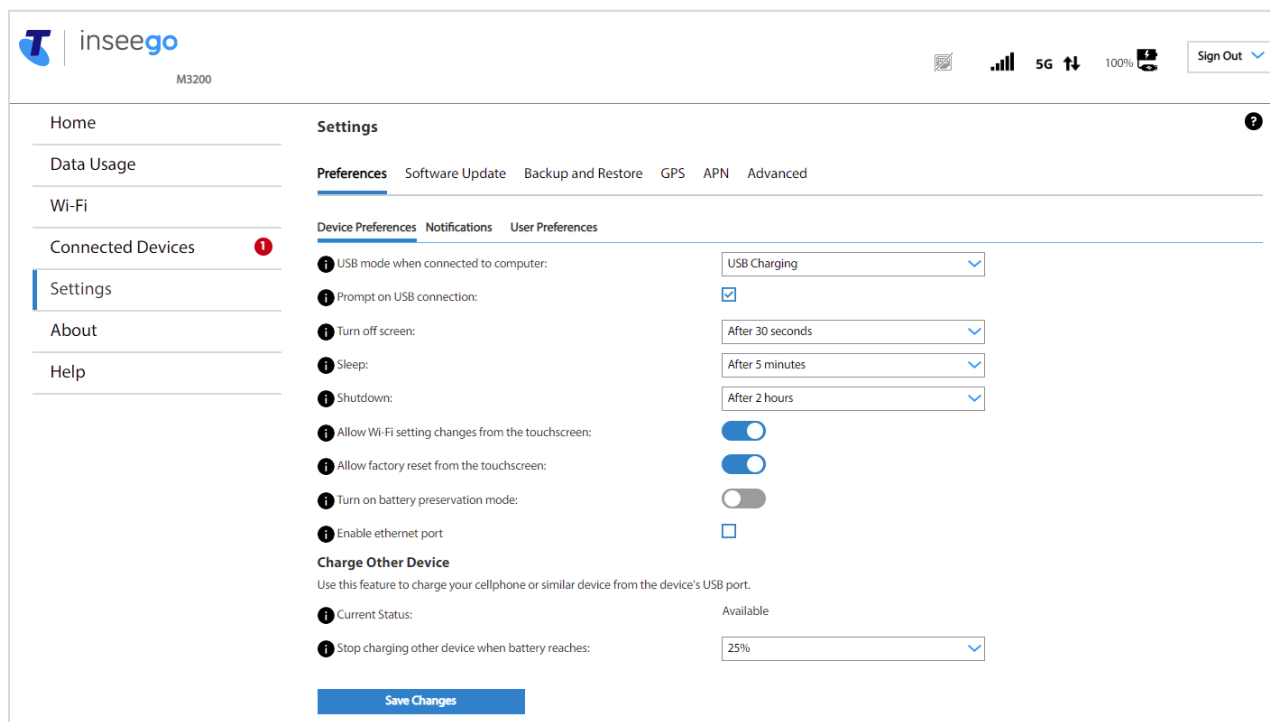 T inseego
M3200
5G 100% Sign Out
Home
Data Usage
Wi-Fi
Connected Devices 1
Settings
About
Help
Settings ?
Preferences Software Update Backup and Restore GPS APN Advanced
Device Preferences Notifications User Preferences
i USB mode when connected to computer: USB Charging
i Prompt on USB connection:
i Turn off screen: After 30 seconds
i Sleep: After 5 minutes
i Shutdown: After 2 hours
i Allow Wi-Fi setting changes from the touchscreen:
i Allow factory reset from the touchscreen:
i Turn on battery preservation mode:
i Enable ethernet port
Charge Other Device
Use this feature to charge your cellphone or similar device from the device's USB port.
i Current Status: Available
i Stop charging other device when battery reaches: 25%
Save Changes